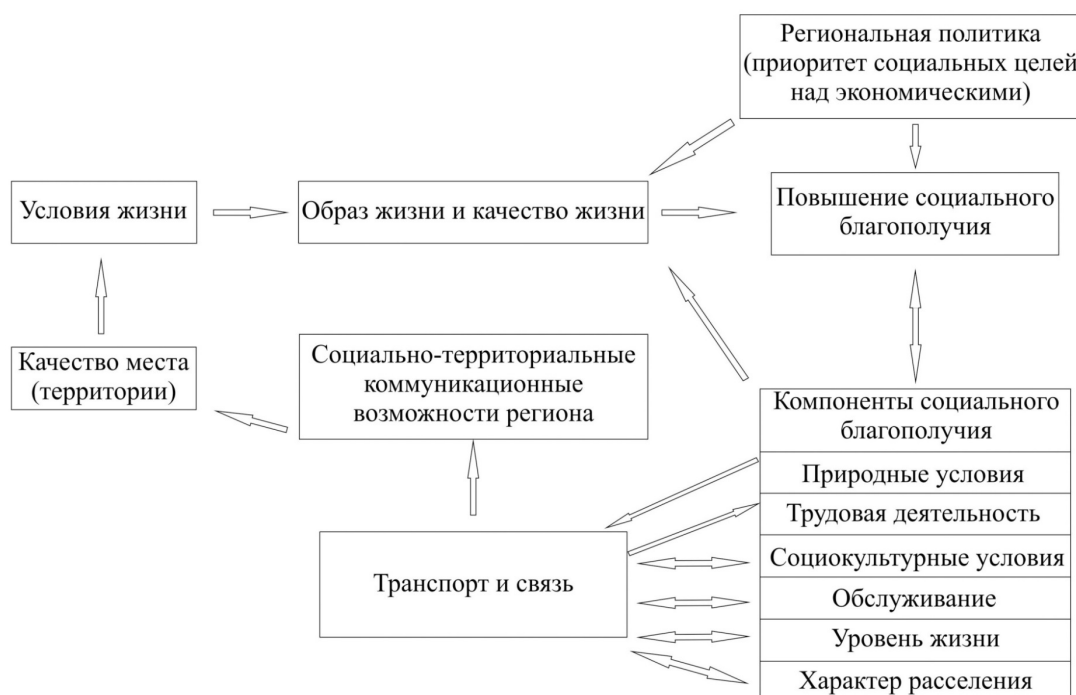 Региональная политика
(приоритет социальных целей
над экономическими)
Условия жизни
Образ жизни и качество жизни
Повышение социального
благополучия
Качество места
(территории)
Социально-территориальные
коммуникационные
возможности региона
Компоненты социального
благополучия
Природные условия
Трудовая деятельность
Социокультурные условия
Обслуживание
Уровень жизни
Характер расселения
Транспорт и связь